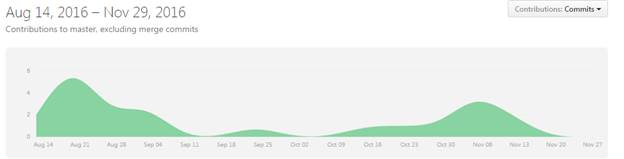 Aug 14, 2016 – Nov 29, 2016
Contributions: Commits
Contributions to master, excluding merge commits
6
4
2
0
Aug 14 Aug 21 Aug 28 Sep 04 Sep 11 Sep 18 Sep 25 Oct 02 Oct 09 Oct 16 Oct 23 Oct 30 Nov 06 Nov 13 Nov 20 Nov 27